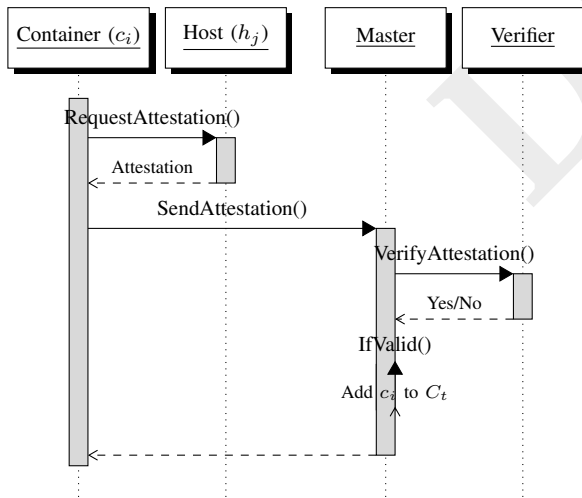 Container (c_i) Host (h_j) Master Verifier
RequestAttestation()
Attestation
SendAttestation()
VerifyAttestation()
Yes/No
IfValid()
Add c_i to C_t